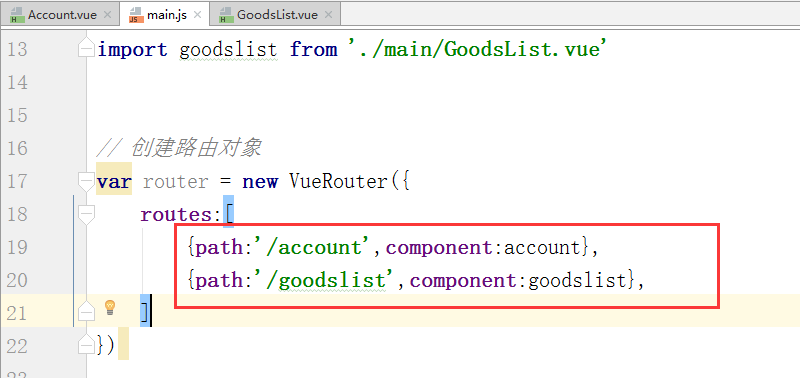 Account.vue main.js GoodsList.vue
13 import goodslist from './main/GoodsList.vue'
14
15
16 // 创建路由对象
17 var router = new VueRouter({
18 routes:[
19 {path:'/account',component:account},
20 {path:'/goodslist',component:goodslist},
21 ]
22 })
23